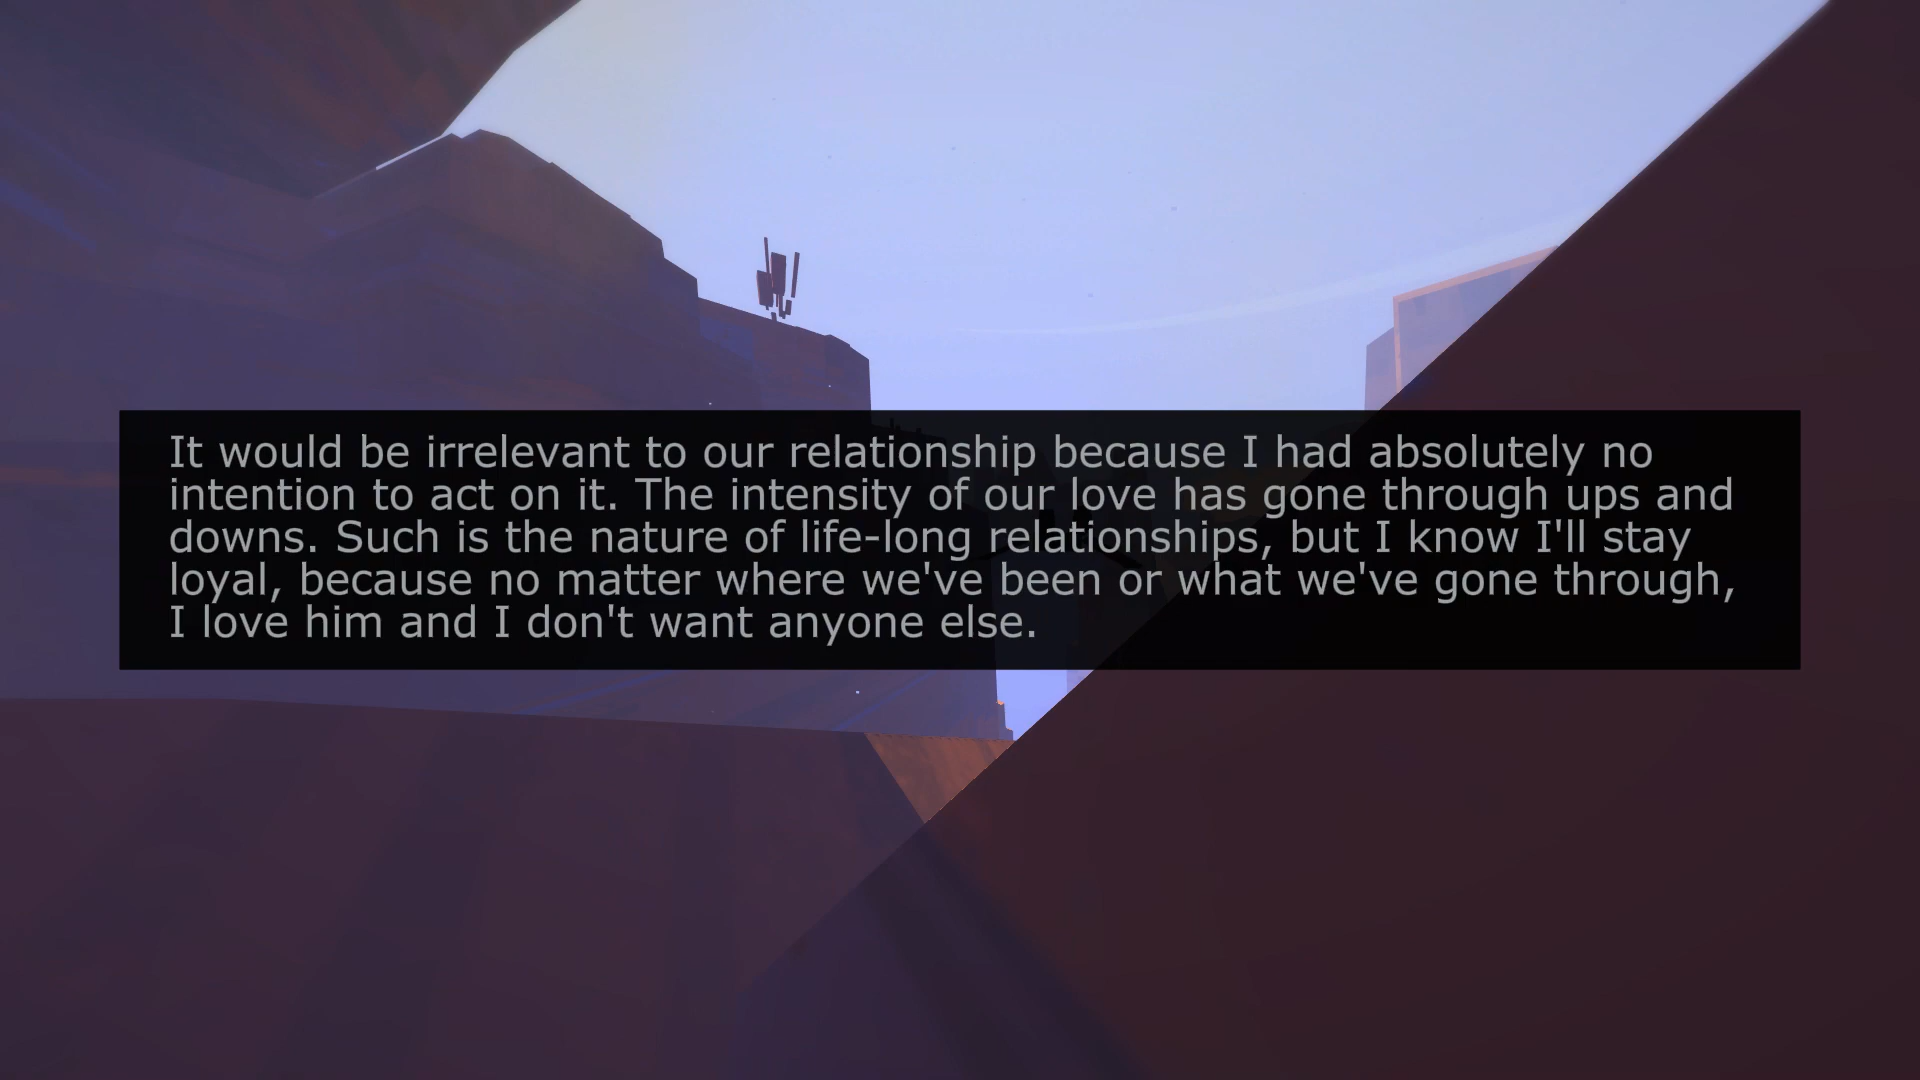 It would be irrelevant to our relationship because I had absolutely no
intention to act on it. The intensity of our love has gone through ups and
downs. Such is the nature of life-long relationships, but I know I'll stay
loyal, because no matter where we've been or what we've gone through,
I love him and I don't want anyone else.